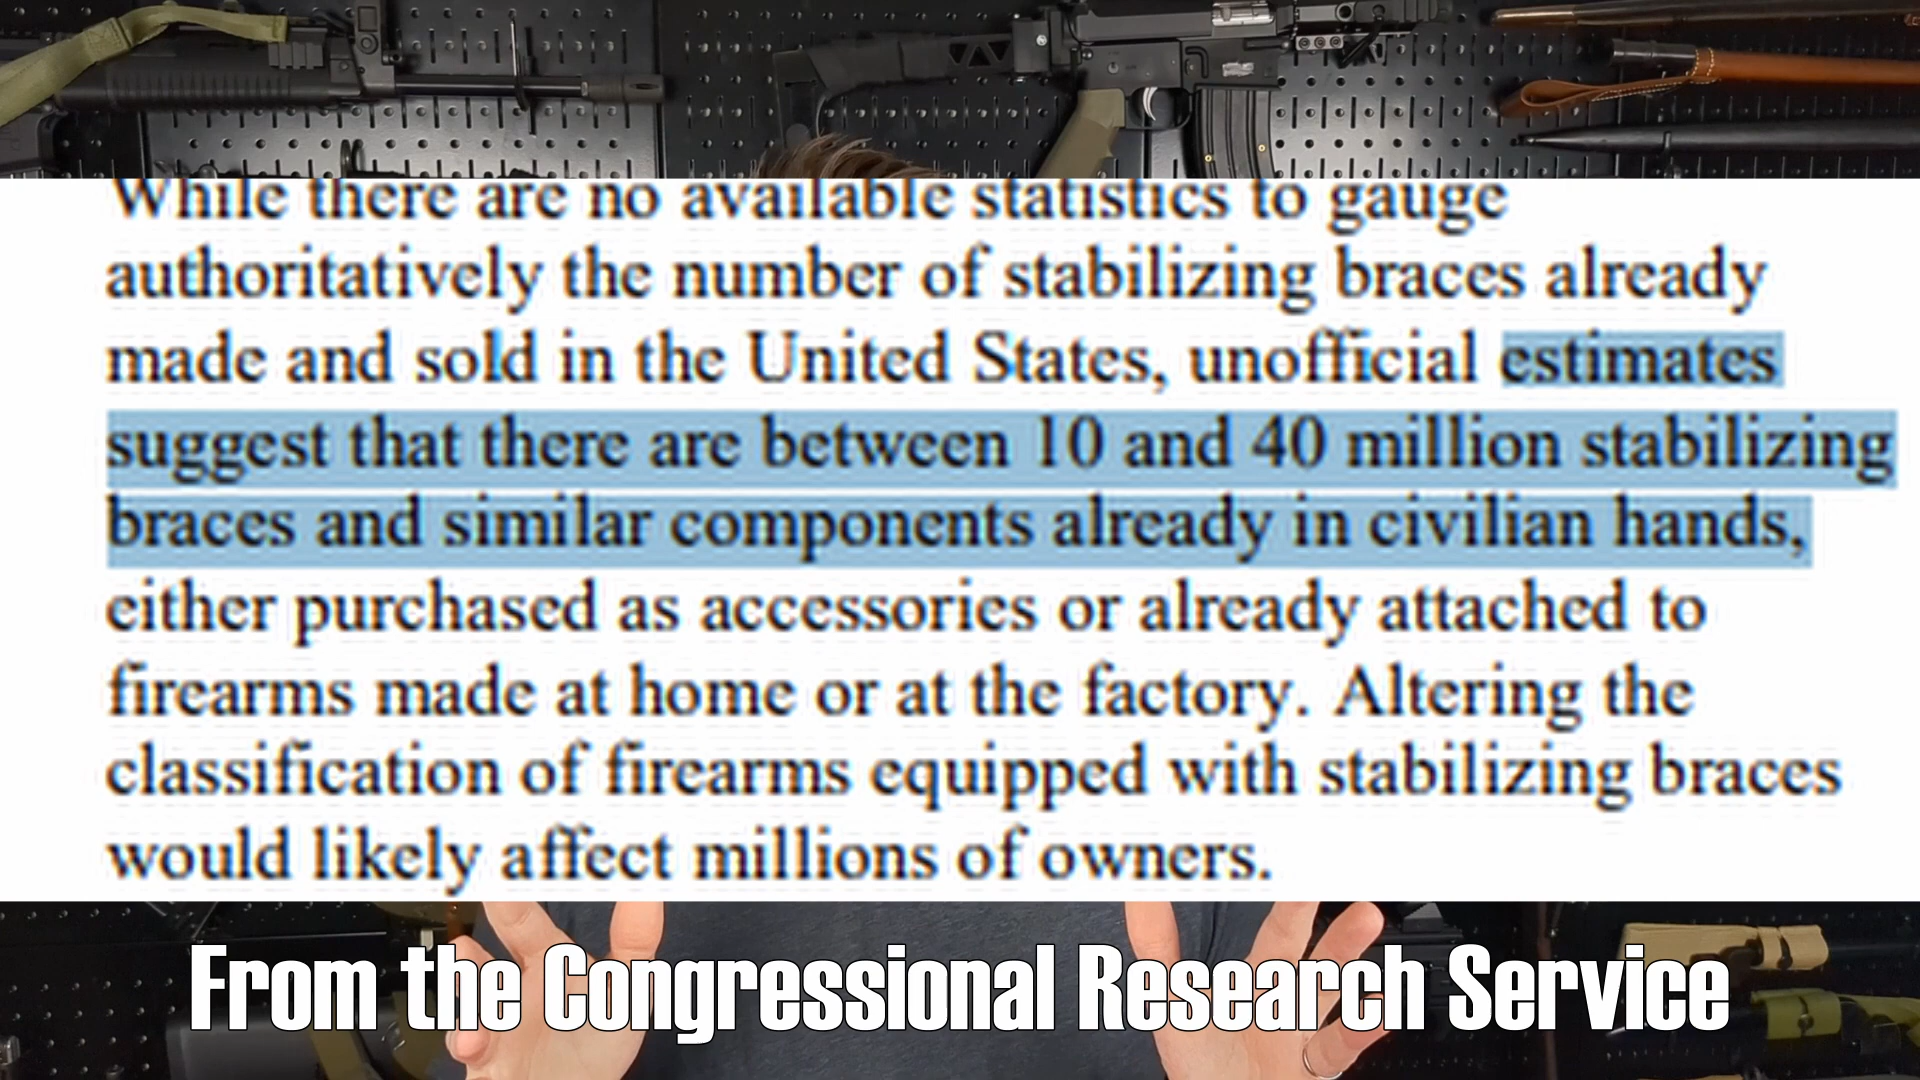 While there are no available statistics to gauge
authoritatively the number of stabilizing braces already
made and sold in the United States, unofficial estimates
suggest that there are between 10 and 40 million stabilizing
braces and similar components already in civilian hands,
either purchased as accessories or already attached to
firearms made at home or at the factory. Altering the
classification of firearms equipped with stabilizing braces
would likely affect millions of owners.
From the Congressional Research Service